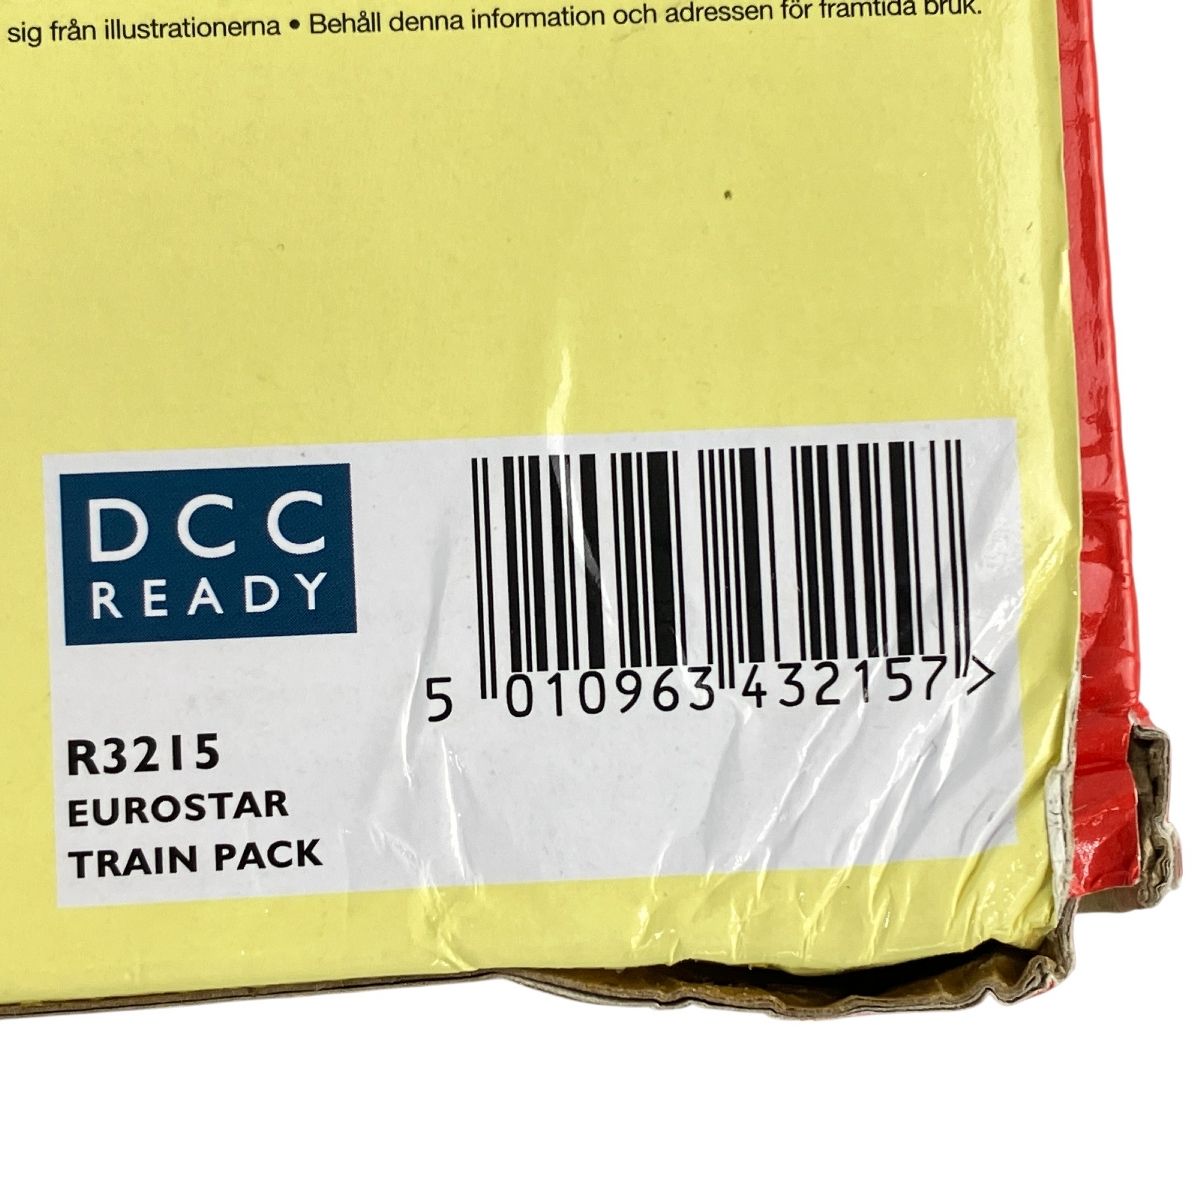 sig från illustrationerna • Behåll denna information och adressen för framtida bruk.
DCC
READY
5 010963 432157 >
R3215
EUROSTAR
TRAIN PACK